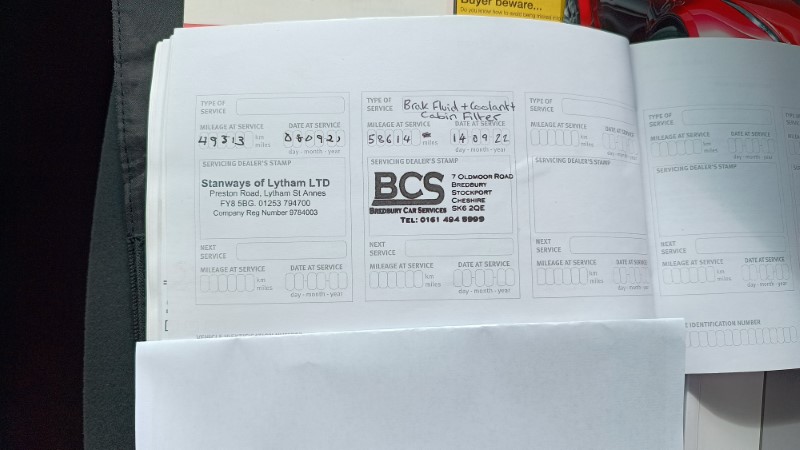 Buyer beware...
TYPE OF SERVICE
MILEAGE AT SERVICE DATE AT SERVICE
49313 km miles 080921
day - month - year
SERVICING DEALER'S STAMP
Stanways of Lytham LTD
Preston Road, Lytham St Annes
FY8 5BG. 01253 794700
Company Reg Number 9784003
NEXT SERVICE
MILEAGE AT SERVICE DATE AT SERVICE
km miles
day - month - year
TYPE OF SERVICE Brak Fluid + Coolant +
Cabin Filter
MILEAGE AT SERVICE DATE AT SERVICE
58614 miles 14 09 22
day - month - year
SERVICING DEALER'S STAMP
BCS
BREDBURY CAR SERVICES
7 OLDMOOR ROAD
BREDBURY
STOCKPORT
CHESHIRE
SK6 2QE
TEL: 0161 494 5999
NEXT SERVICE
MILEAGE AT SERVICE DATE AT SERVICE
km miles
day - month - year
TYPE OF SERVICE
MILEAGE AT SERVICE DATE AT SERVICE
km miles
day - month - year
SERVICING DEALER'S STAMP
NEXT SERVICE
MILEAGE AT SERVICE DATE AT SERVICE
km miles
day - month
TYPE OF SERVICE
MILEAGE AT SERVICE DATE AT SERVICE
km miles
day - month - year
SERVICING DEALER'S STAMP
NEXT SERVICE
MILEAGE AT SERVICE DATE AT SERVICE
km miles
day - month - year
IDENTIFICATION NUMBER